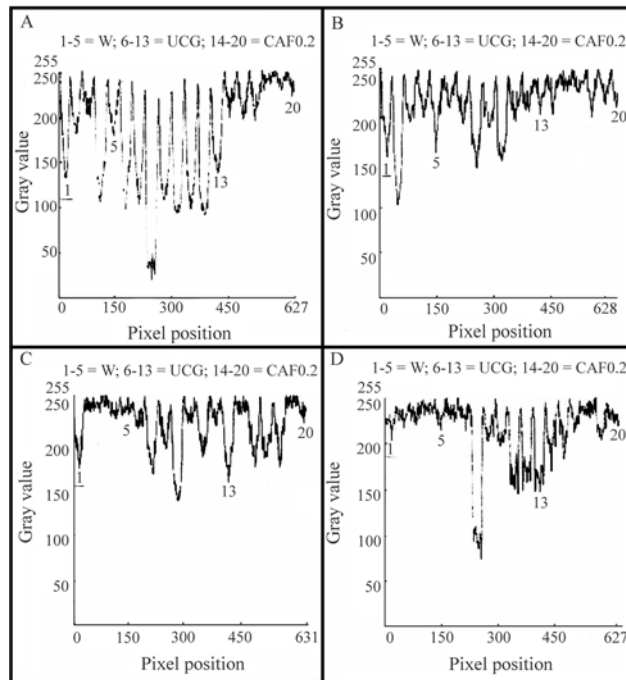 A
1-5 = W; 6-13 = UCG; 14-20 = CAF0.2
255
250
200
150
100
50
Gray value
1
5
13
20
0 150 300 450 627
Pixel position
B
1-5 = W; 6-13 = UCG; 14-20 = CAF0.2
255
250
200
150
100
50
Gray value
1
5
13
20
0 150 300 450 628
Pixel position
C
1-5 = W; 6-13 = UCG; 14-20 = CAF0.2
255
200
150
100
50
Gray value
1
5
13
20
0 150 300 450 631
Pixel position
D
1-5 = W; 6-13 = UCG; 14-20 = CAF0.2
255
250
200
150
100
50
Gray value
1
5
13
20
0 150 300 450 627
Pixel position